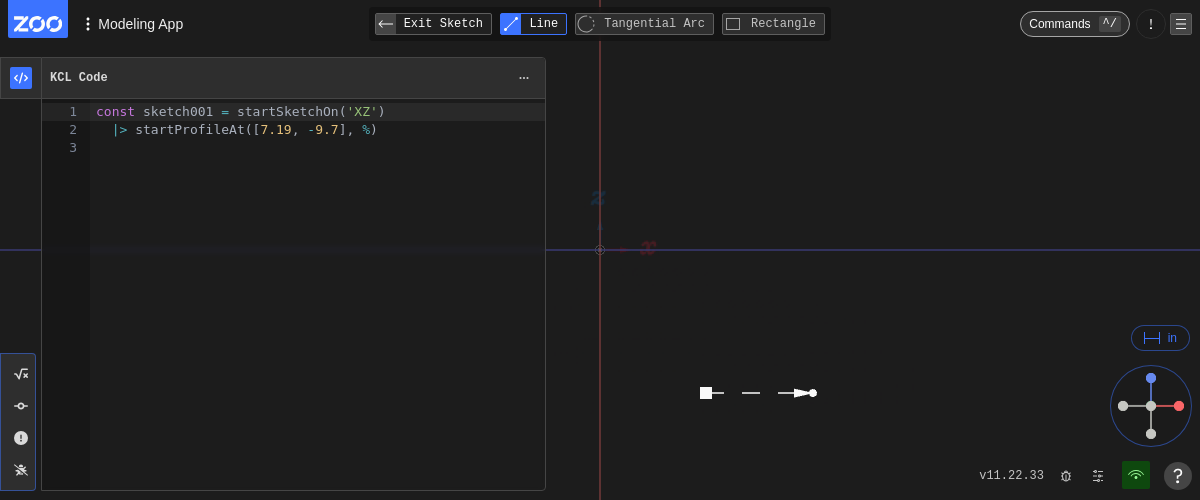 ZOO
Modeling App
Exit Sketch
Line
Tangential Arc
Rectangle
Commands ^/
!
KCL Code
1 const sketch001 = startSketchOn('XZ')
2 |> startProfileAt([7.19, -9.7], %)
3
z
x
in
v11.22.33
?